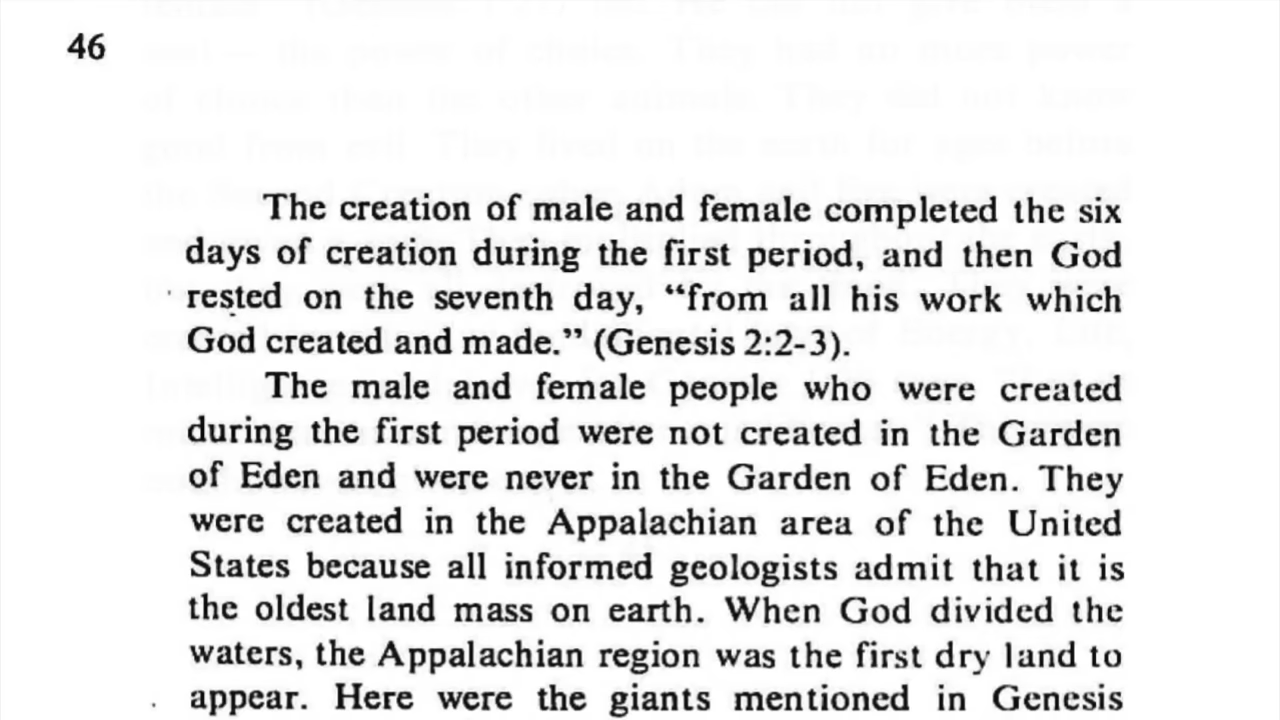 46
The creation of male and female completed the six
days of creation during the first period, and then God
rested on the seventh day, “from all his work which
God created and made.” (Genesis 2:2-3).
The male and female people who were created
during the first period were not created in the Garden
of Eden and were never in the Garden of Eden. They
were created in the Appalachian area of the United
States because all informed geologists admit that it is
the oldest land mass on earth. When God divided the
waters, the Appalachian region was the first dry land to
appear. Here were the giants mentioned in Genesis